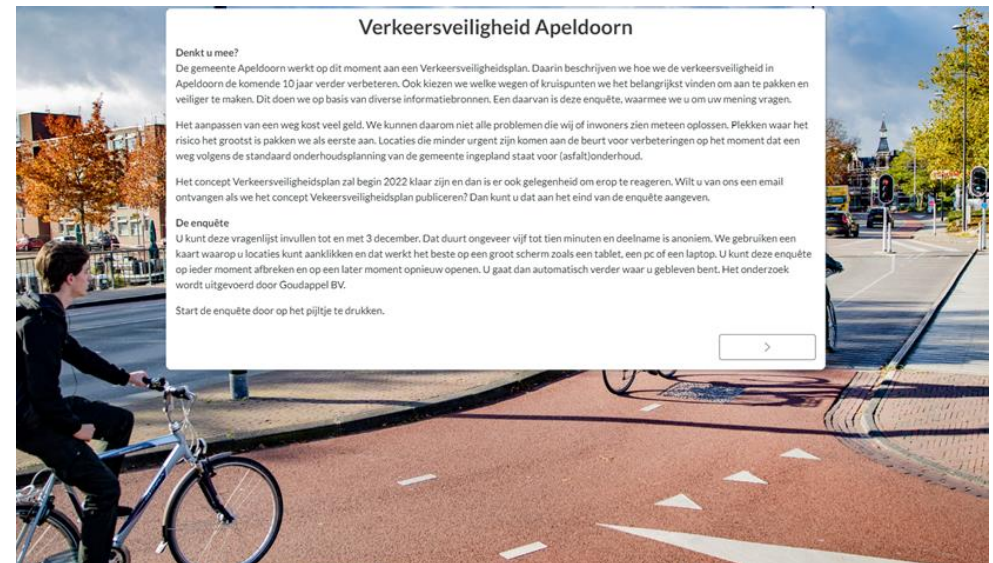 Verkeersveiligheid Apeldoorn
Denkt u mee?
De gemeente Apeldoorn werkt op dit moment aan een Verkeersveiligheidsplan. Daarin beschrijven we hoe we de verkeersveiligheid in
Apeldoorn de komende 10 jaar verder verbeteren. Ook kiezen we welke wegen of kruispunten we het belangrijkst vinden om aan te pakken en
veiliger te maken. Dit doen we op basis van diverse informatiebronnen. Een daarvan is deze enquête, waarmee we u om uw mening vragen.
Het aanpassen van een weg kost veel geld. We kunnen daarom niet alle problemen die wij of inwoners zien meteen oplossen. Plekken waar het
risico het grootst is pakken we als eerste aan. Locaties die minder urgent zijn komen aan de beurt voor verbeteringen op het moment dat een
weg volgens de standaard onderhoudsplanning van de gemeente ingepland staat voor (asfalt)onderhoud.
Het concept Verkeersveiligheidsplan zal begin 2022 klaar zijn en dan is er ook gelegenheid om erop te reageren. Wilt u van ons een email
ontvangen als we het concept Vekeersveiligheidsplan publiceren? Dan kunt u dat aan het eind van de enquête aangeven.
De enquête
U kunt deze vragenlijst invullen tot en met 3 december. Dat duurt ongeveer vijf tot tien minuten en deelname is anoniem. We gebruiken een
kaart waarop u locaties kunt aanklikken en dat werkt het beste op een groot scherm zoals een tablet, een pc of een laptop. U kunt deze enquête
op ieder moment afbreken en op een later moment opnieuw openen. U gaat dan automatisch verder waar u gebleven bent. Het onderzoek
wordt uitgevoerd door Goudappel BV.
Start de enquête door op het pijltje te drukken.